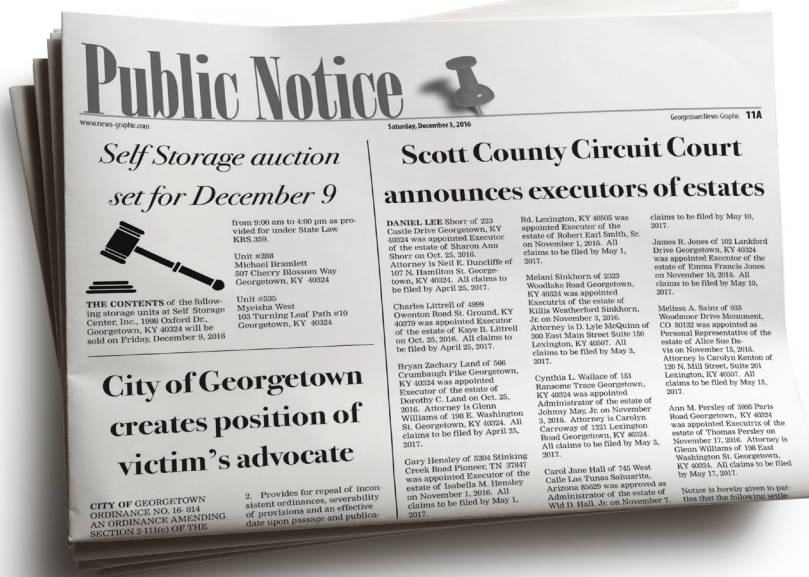 Public Notice
www.news-graphic.com
Saturday, December 3, 2016
Georgetown News-Graphic 11A
Self Storage auction
set for December 9
THE CONTENTS of the follow-
ing storage units at Self Storage
Center, Inc., 1998 Oxford Dr.,
Georgetown, KY 40324 will be
sold on Friday, December 9, 2016
from 9:00 am to 4:00 pm as pro-
vided for under State Law
KRS.359.
Unit #288
Michael Bramlett
507 Cherry Blossom Way
Georgetown, KY 40324
Unit #535
Myeisha West
103 Turning Leaf Path #10
Georgetown, KY 40324
City of Georgetown
creates position of
victim's advocate
CITY OF GEORGETOWN
ORDINANCE NO. 16- 014
AN ORDINANCE AMENDING
SECTION 2-111(c) OF THE
2. Provides for repeal of incon-
sistent ordinances, severability
of provisions and an effective
date upon passage and publica-
Scott County Circuit Court
announces executors of estates
DANIEL LEE Shorr of 223
Castle Drive Georgetown, KY
40324 was appointed Executor
of the estate of Sharon Ann
Shorr on Oct. 25, 2016.
Attorney is Neil E. Duncliffe of
107 N. Hamilton St. George-
town, KY 40324. All claims to
be filed by April 25, 2017.
Charles Littrell of 4999
Owenton Road St. Ground, KY
40379 was appointed Executor
of the estate of Kaye B. Littrell
on Oct. 25, 2016. All claims to
be filed by April 25, 2017.
Bryan Zachary Land of 566
Crumbaugh Pike Georgetown,
KY 40324 was appointed
Executor of the estate of
Dorothy C. Land on Oct. 25,
2016. Attorney is Glenn
Williams of 198 E. Washington
St. Georgetown, KY 40324. All
claims to be filed by April 25,
2017.
Gary Hensley of 5204 Stinking
Creek Road Pioneer, TN 37847
was appointed Executor of the
estate of Isabella M. Hensley
on November 1, 2016. All
claims to be filed by May 1,
2017.
Rd. Lexington, KY 40505 was
appointed Executor of the
estate of Robert Earl Smith, Sr.
on November 1, 2016. All
claims to be filed by May 1,
2017.
Melani Sinkhorn of 2323
Woodlake Road Georgetown,
KY 40324 was appointed
Executrix of the estate of
Killis Weatherford Sinkhorn,
Jr. on November 3, 2016.
Attorney is D. Lyle McQuinn of
300 East Main Street Suite 150
Lexington, KY 40507. All
claims to be filed by May 3,
2017.
Cynthia L. Wallace of 151
Ransome Trace Georgetown,
KY 40324 was appointed
Administrator of the estate of
Johnny May, Jr. on November
3, 2016. Attorney is Carolyn
Carroway of 1221 Lexington
Road Georgetown, KY 40324.
All claims to be filed by May 3,
2017.
Carol Jane Hall of 745 West
Calle Las Tunas Sahuarita,
Arizona 85629 was approved as
Administrator of the estate of
Wid D. Hall, Jr. on November 7,
claims to be filed by May 10,
2017.
James R. Jones of 102 Lankford
Drive Georgetown, KY 40324
was appointed Executor of the
estate of Emma Francis Jones
on November 10, 2016. All
claims to be filed by May 10,
2017.
Melissa A. Sainz of 935
Woodmoor Drive Monument,
CO 80132 was appointed as
Personal Representative of the
estate of Alice Sue Da-
vis on November 15, 2016.
Attorney is Carolyn Kenton of
120 N. Mill Street, Suite 201
Lexington, KY 40507. All
claims to be filed by May 15,
2017.
Ann M. Persley of 5995 Paris
Road Georgetown, KY 40324
was appointed Executrix of the
estate of Thomas Persley on
November 17, 2016. Attorney is
Glenn Williams of 198 East
Washington St. Georgetown,
KY 40324. All claims to be filed
by May 17, 2017.
Notice is hereby given to par-
ties that the following settle-